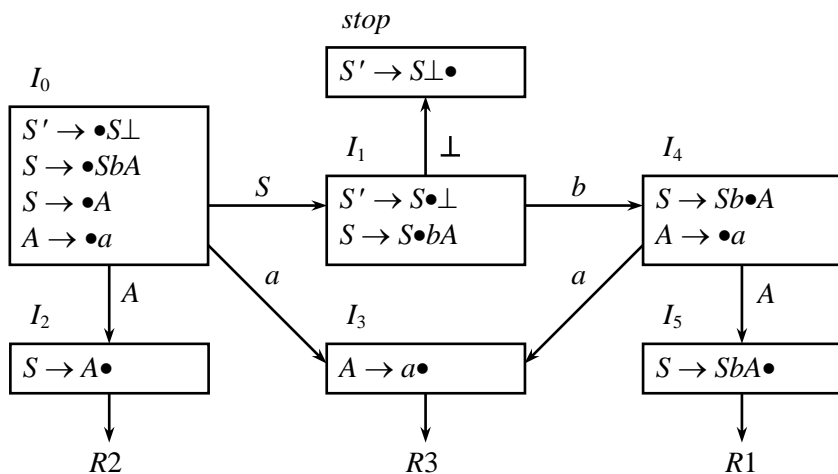 stop
S′ → S⊥•
I₀
S′ → •S⊥
S → •SbA
S → •A
A → •a
S
⊥
I₁
S′ → S•⊥
S → S•bA
b
I₄
S → Sb•A
A → •a
A
a
a
A
I₂
S → A•
I₃
A → a•
I₅
S → SbA•
R2
R3
R1